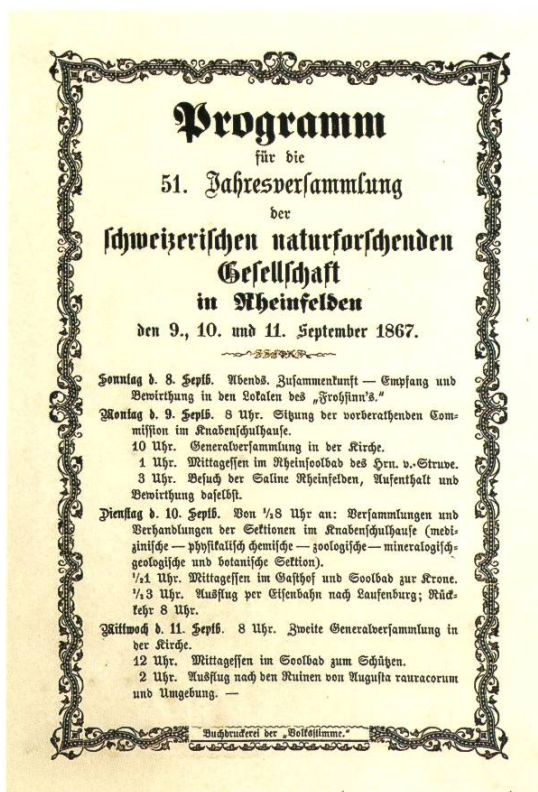 Programm
für die
51. Jahresversammlung
der
schweizerischen naturforschenden
Gesellschaft
in Rheinfelden
den 9., 10. und 11. September 1867.
Sonntag d. 8. Septb. Abends. Zusammenkunft — Empfang und
Bewirthung in den Lokalen des „Frohsinn's.“
Montag d. 9. Septb. 8 Uhr. Sitzung der vorberathenden Com-
mission im Knabenschulhause.
10 Uhr. Generalversammlung in der Kirche.
1 Uhr. Mittagessen im Rheinsoolbad des Hrn. v. Struve.
3 Uhr. Besuch der Saline Rheinfelden, Aufenthalt und
Bewirthung daselbst.
Dienstag d. 10. Septb. Von ½8 Uhr an: Versammlungen und
Verhandlungen der Sektionen im Knabenschulhause (medi-
zinische — physikalisch chemische — zoologische — mineralogisch-
geologische und botanische Sektion).
½1 Uhr. Mittagessen im Gasthof und Soolbad zur Krone.
½3 Uhr. Ausflug per Eisenbahn nach Laufenburg; Rück-
kehr 8 Uhr.
Mittwoch d. 11. Septb. 8 Uhr. Zweite Generalversammlung in
der Kirche.
12 Uhr. Mittagessen im Soolbad zum Schützen.
2 Uhr. Ausflug nach den Ruinen von Augusta rauracorum
und Umgebung. —
Buchdruckerei der „Volksstimme.“